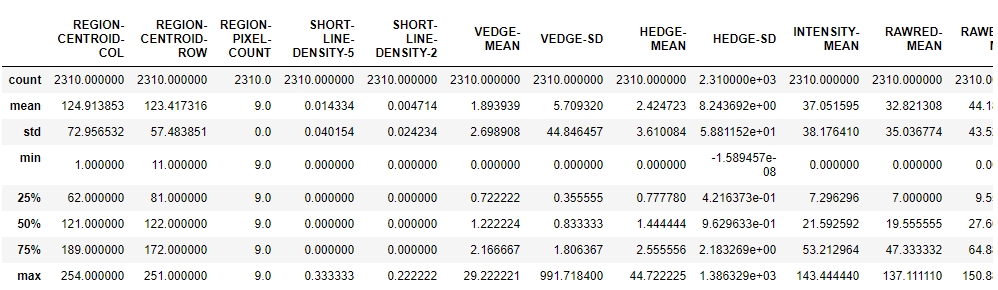 REGION-CENTROID-COL REGION-CENTROID-ROW REGION-PIXEL-COUNT SHORT-LINE-DENSITY-5 SHORT-LINE-DENSITY-2 VEDGE-MEAN VEDGE-SD HEDGE-MEAN HEDGE-SD INTENSITY-MEAN RAWRED-MEAN
count 2310.000000 2310.000000 2310.0 2310.000000 2310.000000 2310.000000 2310.000000 2310.000000 2.310000e+03 2310.000000 2310.000000 2310.0
mean 124.913853 123.417316 9.0 0.014334 0.004714 1.893939 5.709320 2.424723 8.243692e+00 37.051595 32.821308 44.1
std 72.956532 57.483851 0.0 0.040154 0.024234 2.698908 44.846457 3.610084 5.881152e+01 38.176410 35.036774 43.5
min 1.000000 11.000000 9.0 0.000000 0.000000 0.000000 0.000000 0.000000 -1.589457e-08 0.000000 0.000000 0.0
25% 62.000000 81.000000 9.0 0.000000 0.000000 0.722222 0.355555 0.777780 4.216373e-01 7.296296 7.000000 9.5
50% 121.000000 122.000000 9.0 0.000000 0.000000 1.222224 0.833333 1.444444 9.629633e-01 21.592592 19.555555 27.6
75% 189.000000 172.000000 9.0 0.000000 0.000000 2.166667 1.806367 2.555556 2.183269e+00 53.212964 47.333332 64.8
max 254.000000 251.000000 9.0 0.333333 0.222222 29.222221 991.718400 44.722225 1.386329e+03 143.444440 137.111110 150.8